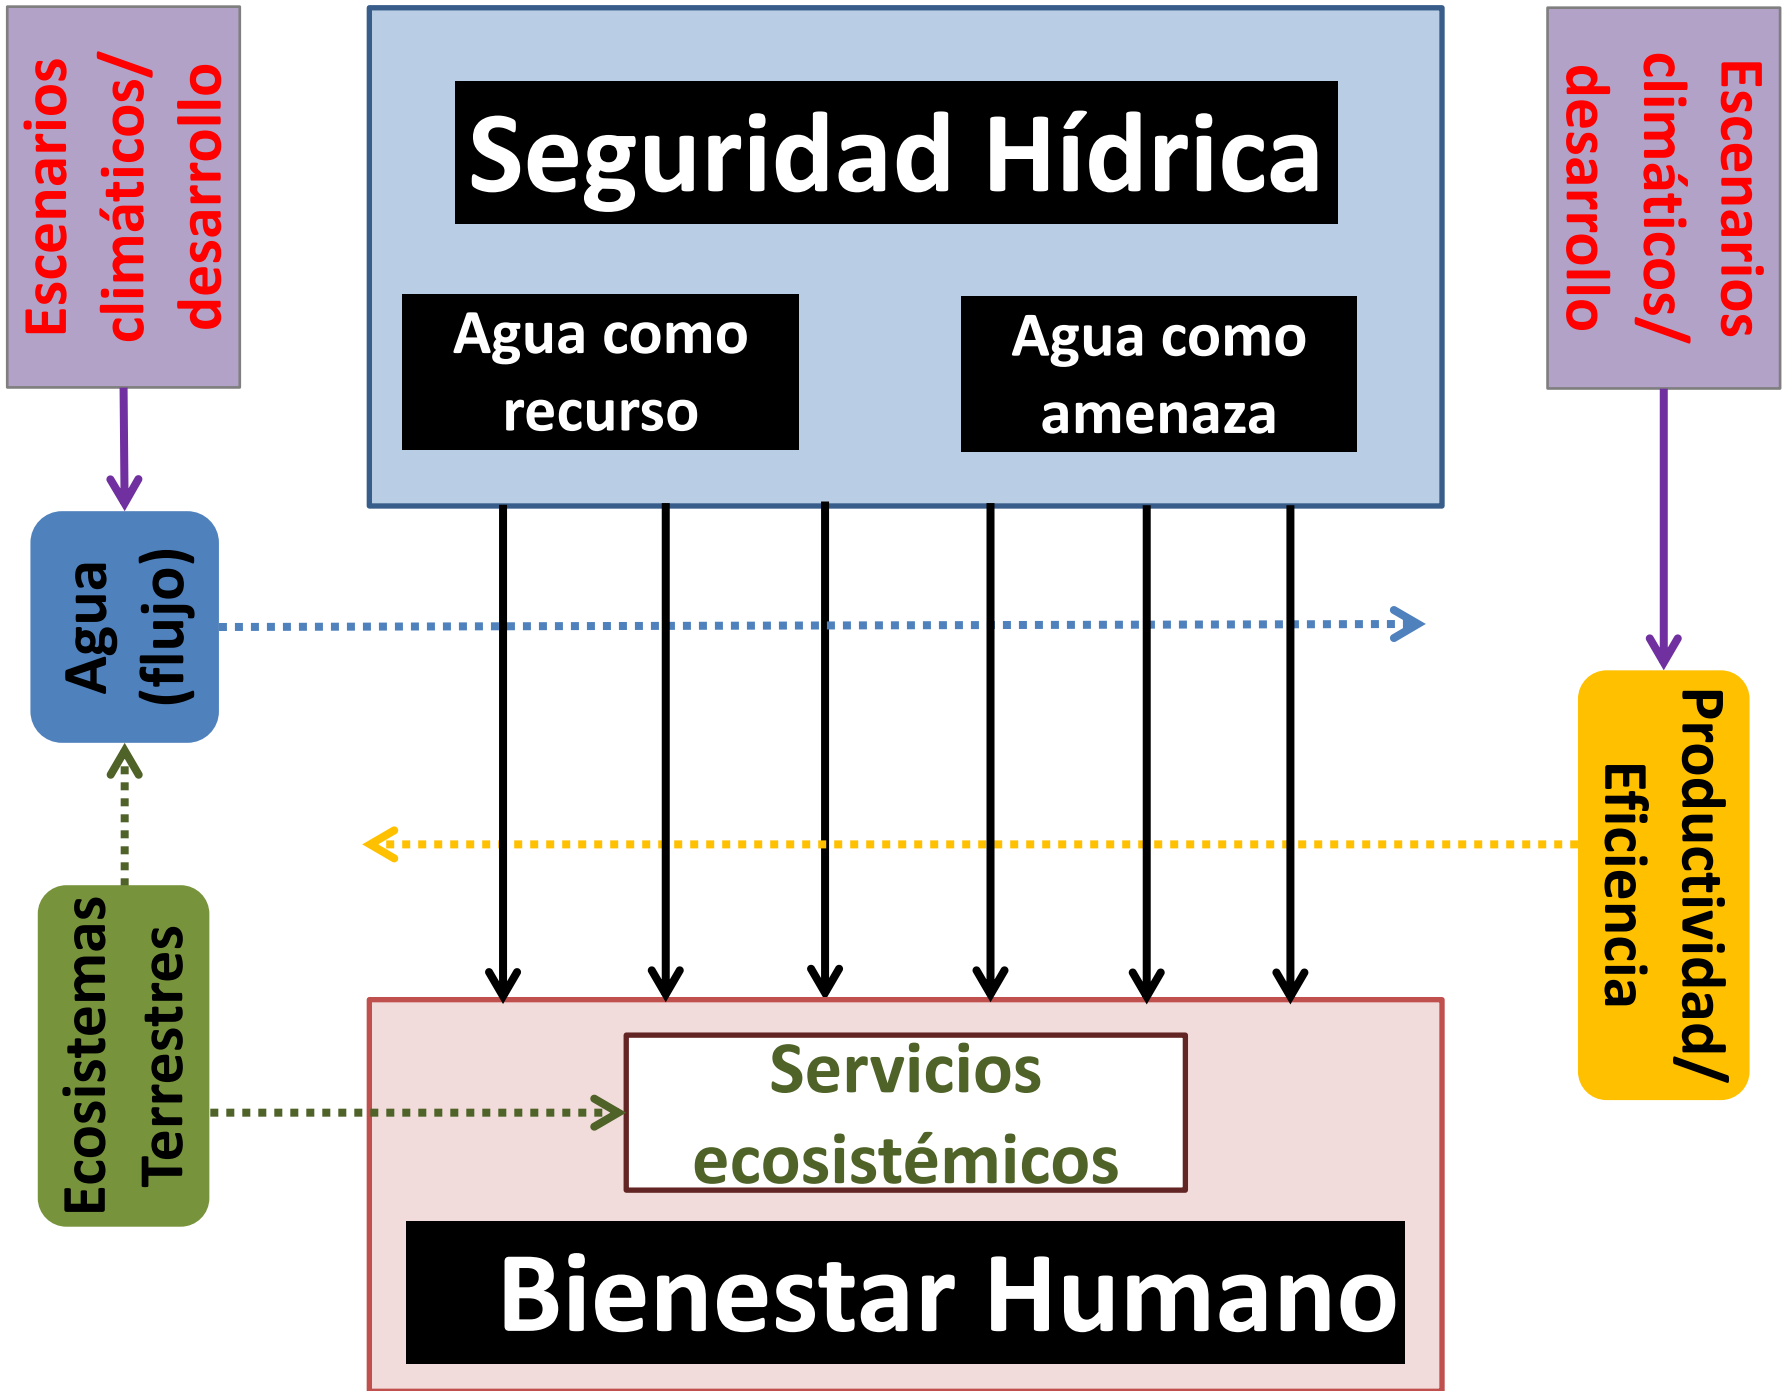 Escenarios
climáticos/
desarrollo
Seguridad Hídrica
Agua como
recurso
Agua como
amenaza
Escenarios
climáticos/
desarrollo
Agua
(flujo)
Productividad/
Eficiencia
Ecosistemas
Terrestres
Servicios
ecosistémicos
Bienestar Humano